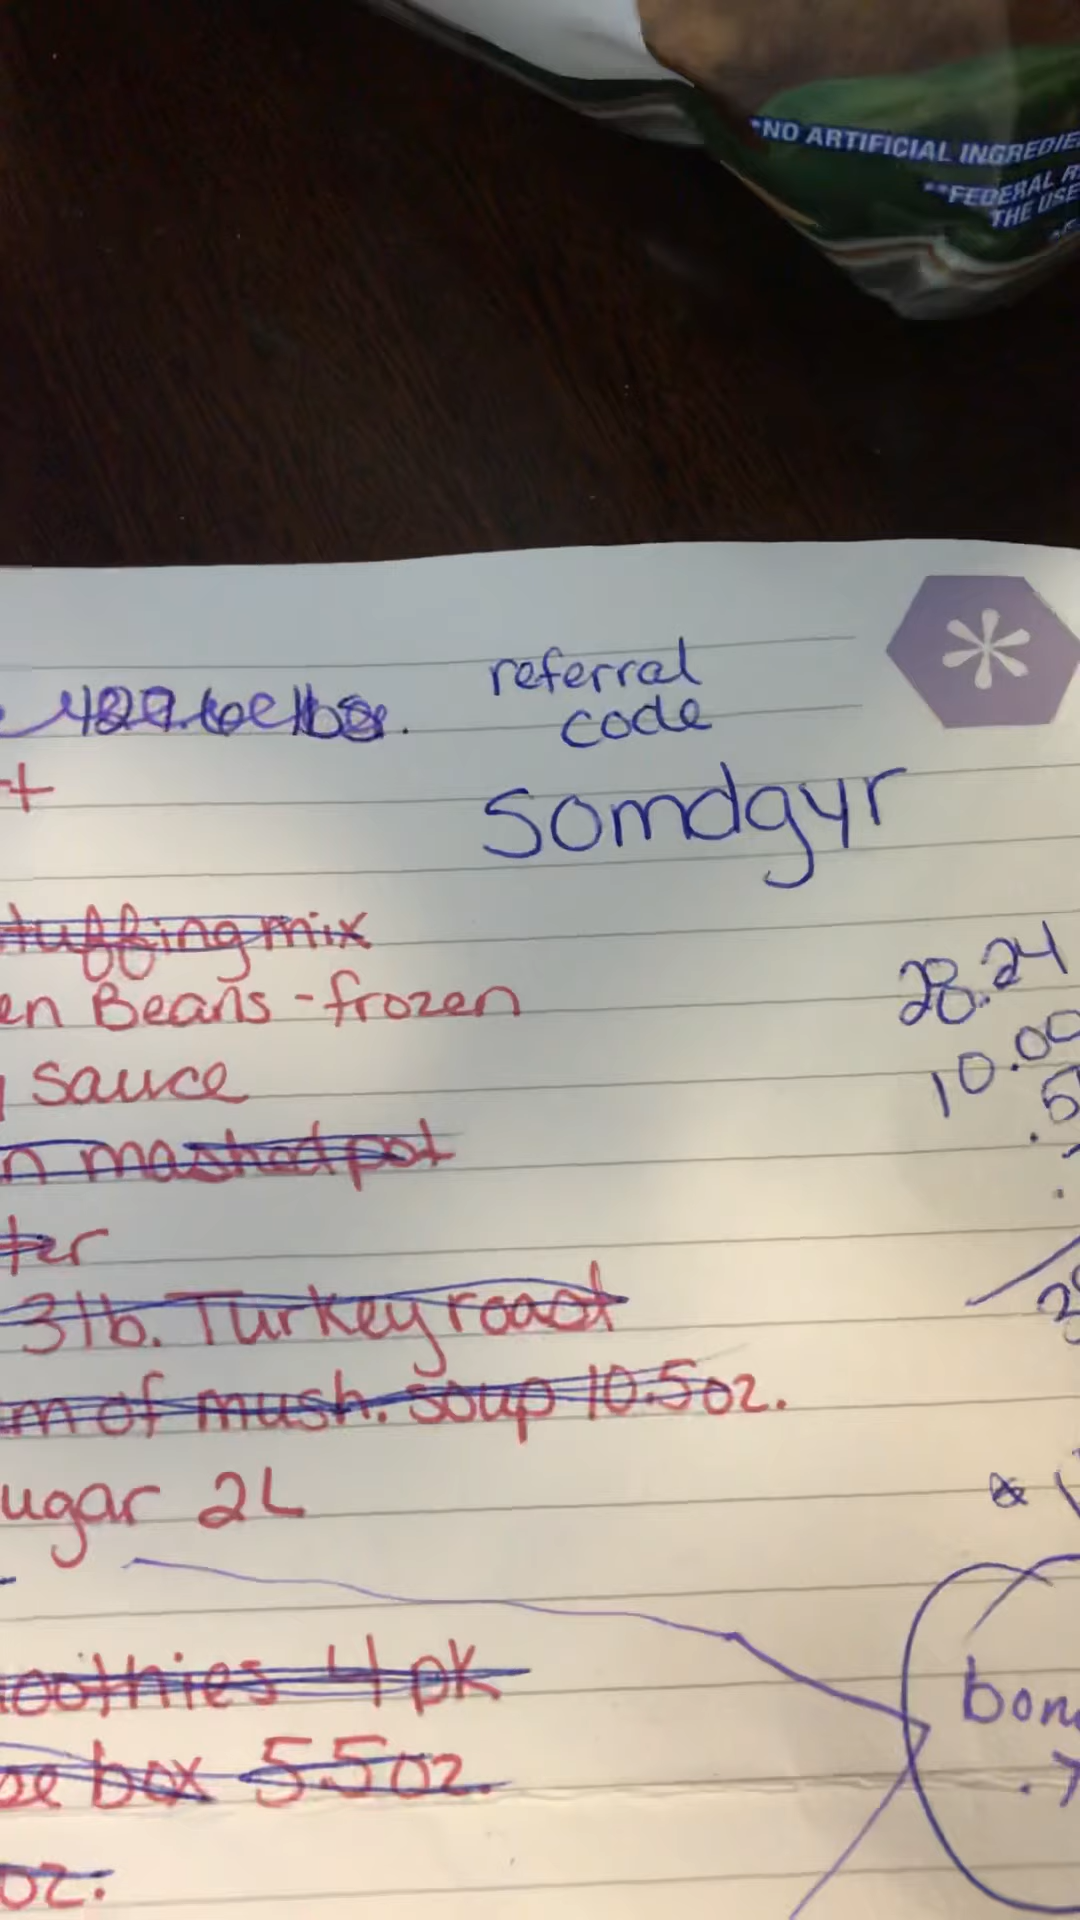 *NO ARTIFICIAL INGREDIE
**FEDERAL R
THE USE
referral
code
somdgyr
tuffing mix
en Beans - frozen
sauce
n mashed pot
ter
3lb. Turkey roast
m of mush. soup 10.5oz.
ugar 2L
oothies 4pk
box 5.5oz.
oz.
28.24
10.00
.5
bon
.7